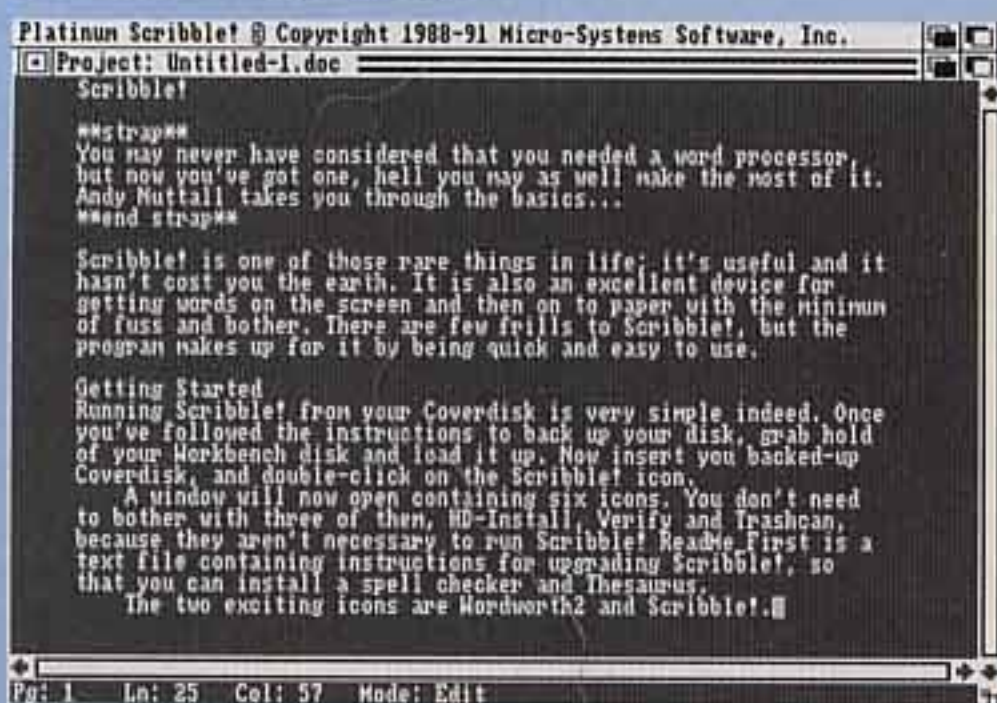 Platinum Scribble! © Copyright 1988-91 Micro-Systems Software, Inc.
Project: Untitled-1.doc
Scribble!
**strap**
You may never have considered that you needed a word processor,
but now you've got one, hell you may as well make the most of it.
Andy Nuttall takes you through the basics...
**end strap**
Scribble! is one of those rare things in life; it's useful and it
hasn't cost you the earth. It is also an excellent device for
getting words on the screen and then on to paper with the minimum
of fuss and bother. There are few frills to Scribble!, but the
program makes up for it by being quick and easy to use.
Getting Started
Running Scribble! from your Coverdisk is very simple indeed. Once
you've followed the instructions to back up your disk, grab hold
of your Workbench disk and load it up. Now insert you backed-up
Coverdisk, and double-click on the Scribble! icon.
A window will now open containing six icons. You don't need
to bother with three of them, HD-Install, Verify and Trashcan,
because they aren't necessary to run Scribble! ReadMe_First is a
text file containing instructions for upgrading Scribble!, so
that you can install a spell checker and Thesaurus.
The two exciting icons are Wordworth2 and Scribble!.
Pg: 1 Ln: 25 Col: 57 Mode: Edit